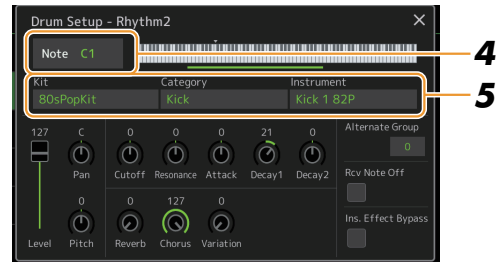 Drum Setup - Rhythm2
Note C1
4
Kit Category Instrument
80sPopKit Kick Kick 1 82P
5
127 C 0 0 0 21 0 Alternate Group
0
Pan Cutoff Resonance Attack Decay1 Decay2
Rcv Note Off
0 0 127 0
Ins. Effect Bypass
Level Pitch Reverb Chorus Variation